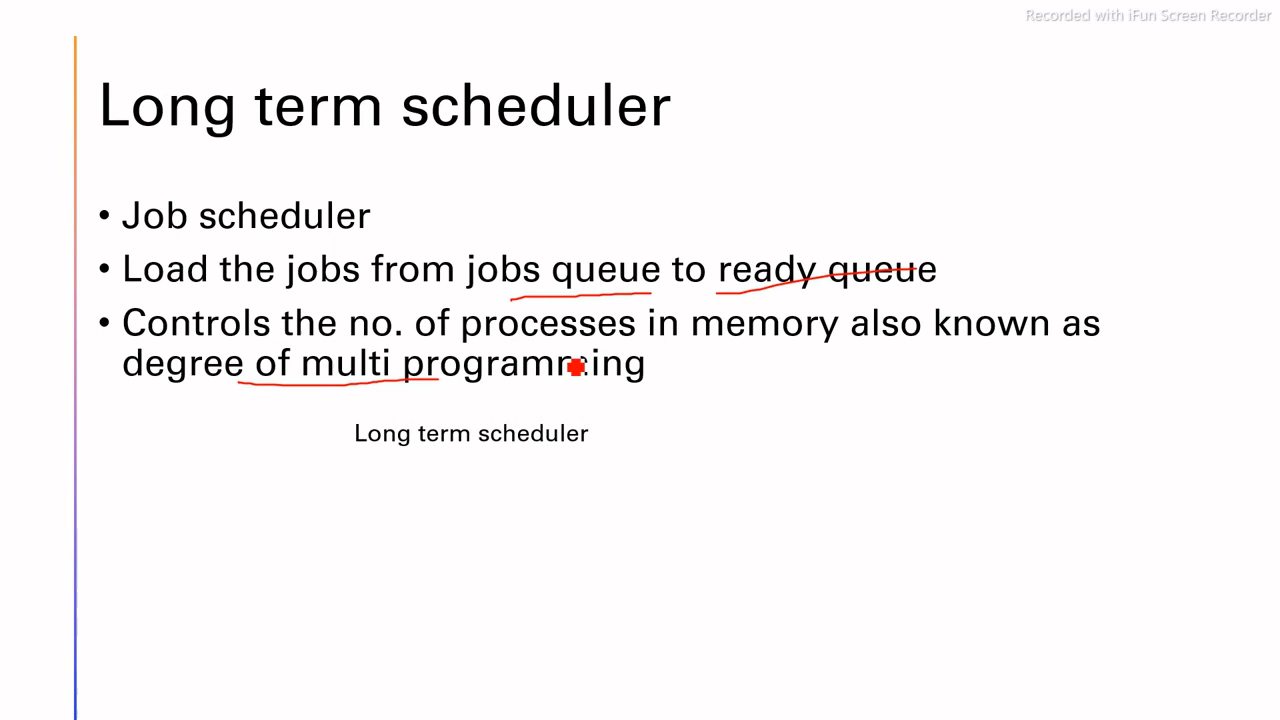 Recorded with iFun Screen Recorder
Long term scheduler
• Job scheduler
• Load the jobs from jobs queue to ready queue
• Controls the no. of processes in memory also known as
degree of multi programming
Long term scheduler